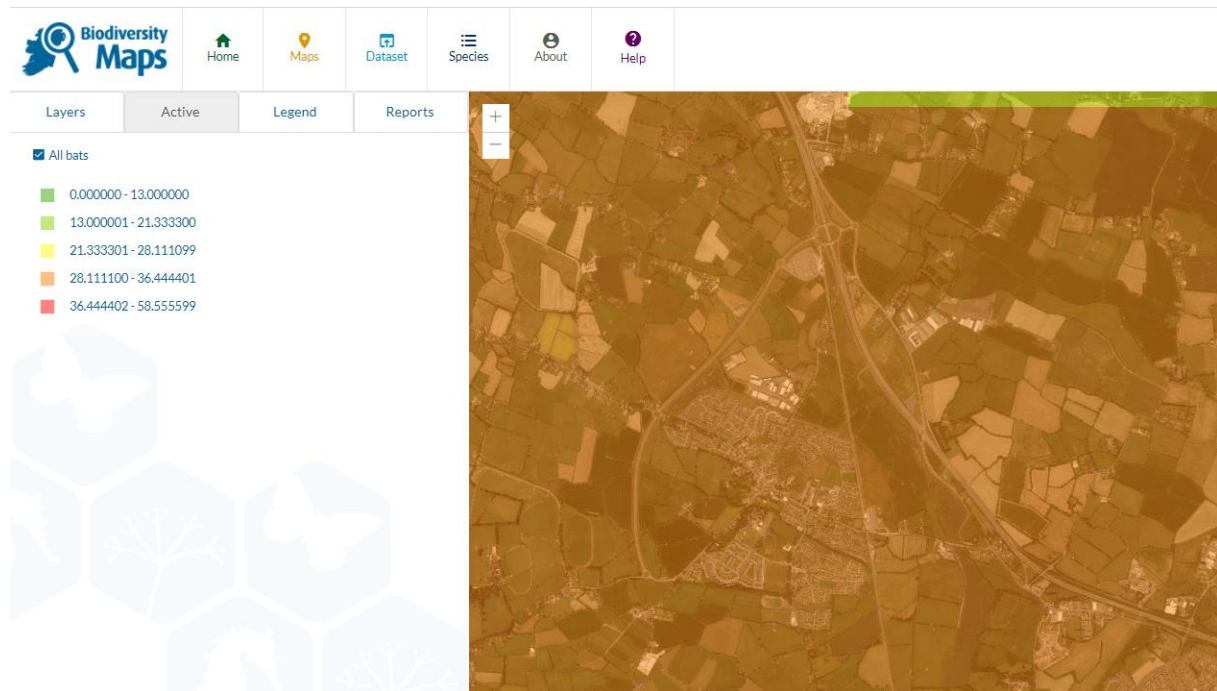 Biodiversity
Maps
Home
Maps
Dataset
Species
About
Help
Layers
Active
Legend
Reports
+
−
All bats
0.000000 - 13.000000
13.000001 - 21.333300
21.333301 - 28.111099
28.111100 - 36.444401
36.444402 - 58.555599